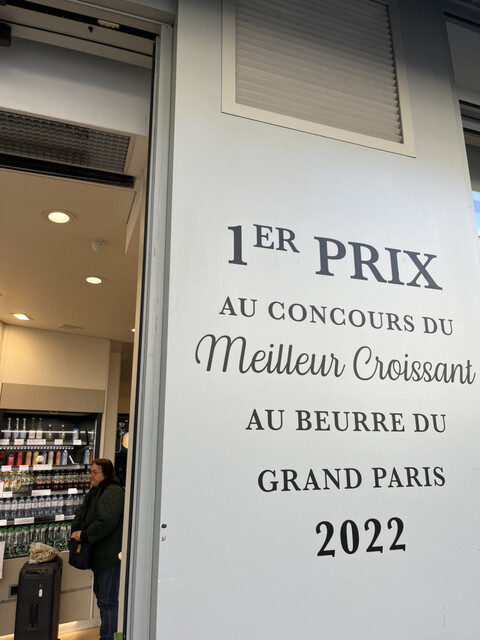 1ER PRIX
AU CONCOURS DU
Meilleur Croissant
AU BEURRE DU
GRAND PARIS
2022